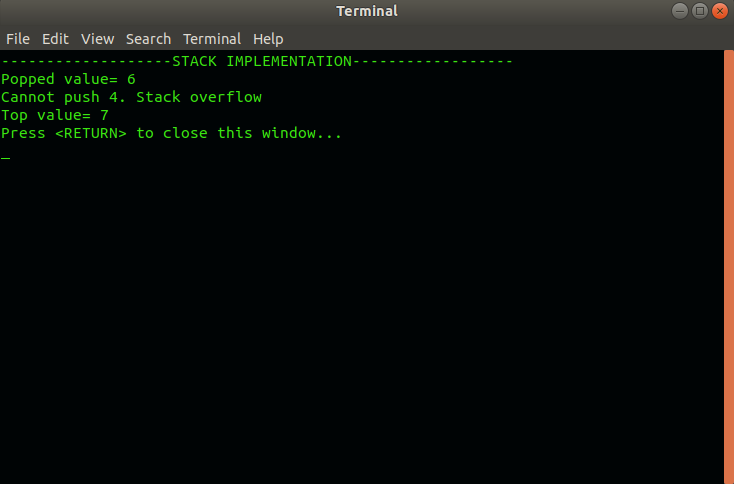 Terminal
File Edit View Search Terminal Help
-------------------STACK IMPLEMENTATION------------------
Popped value= 6
Cannot push 4. Stack overflow
Top value= 7
Press <RETURN> to close this window...
_